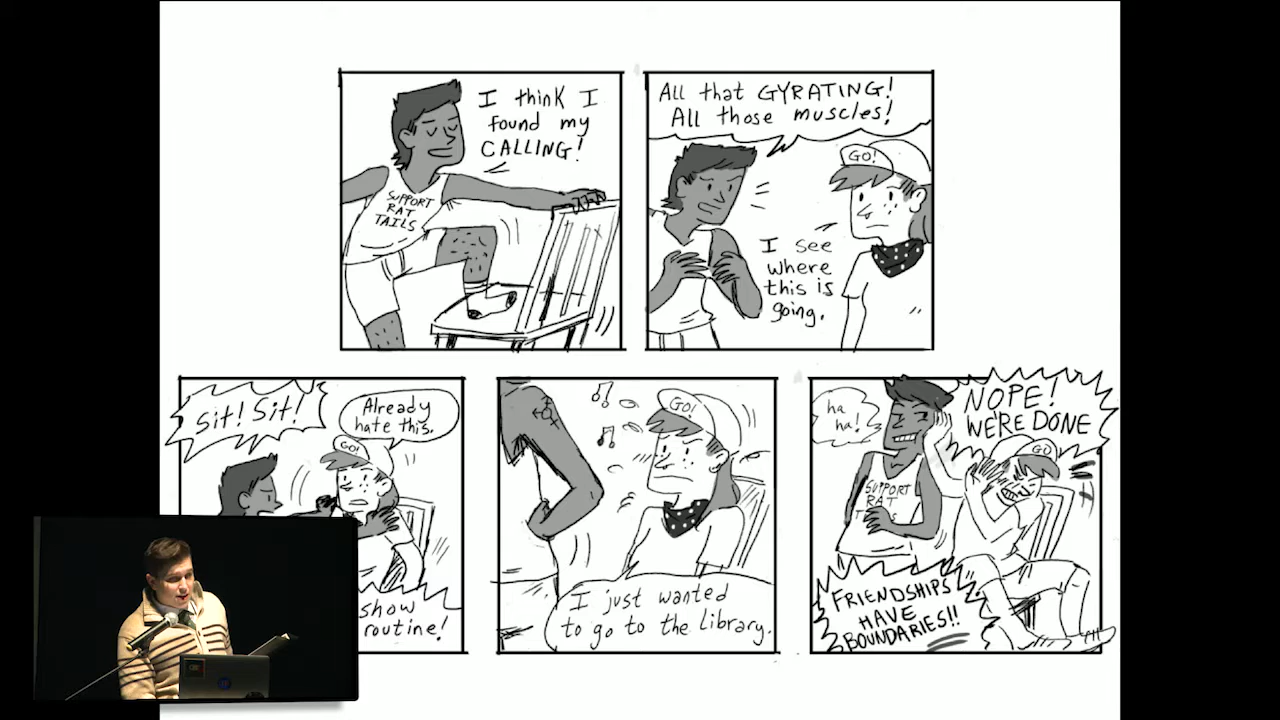 I think I
found my
CALLING!
SUPPORT
RAT
TAILS
All that GYRATING!
All those muscles!
GO!
I see
where
this is
going.
Sit! Sit!
Already
hate this.
GO!
show
routine!
GO!
I just wanted
to go to the library.
ha
ha!
NOPE!
WE'RE DONE
GO
SUPPORT
RAT
FRIENDSHIPS
HAVE
BOUNDARIES!!